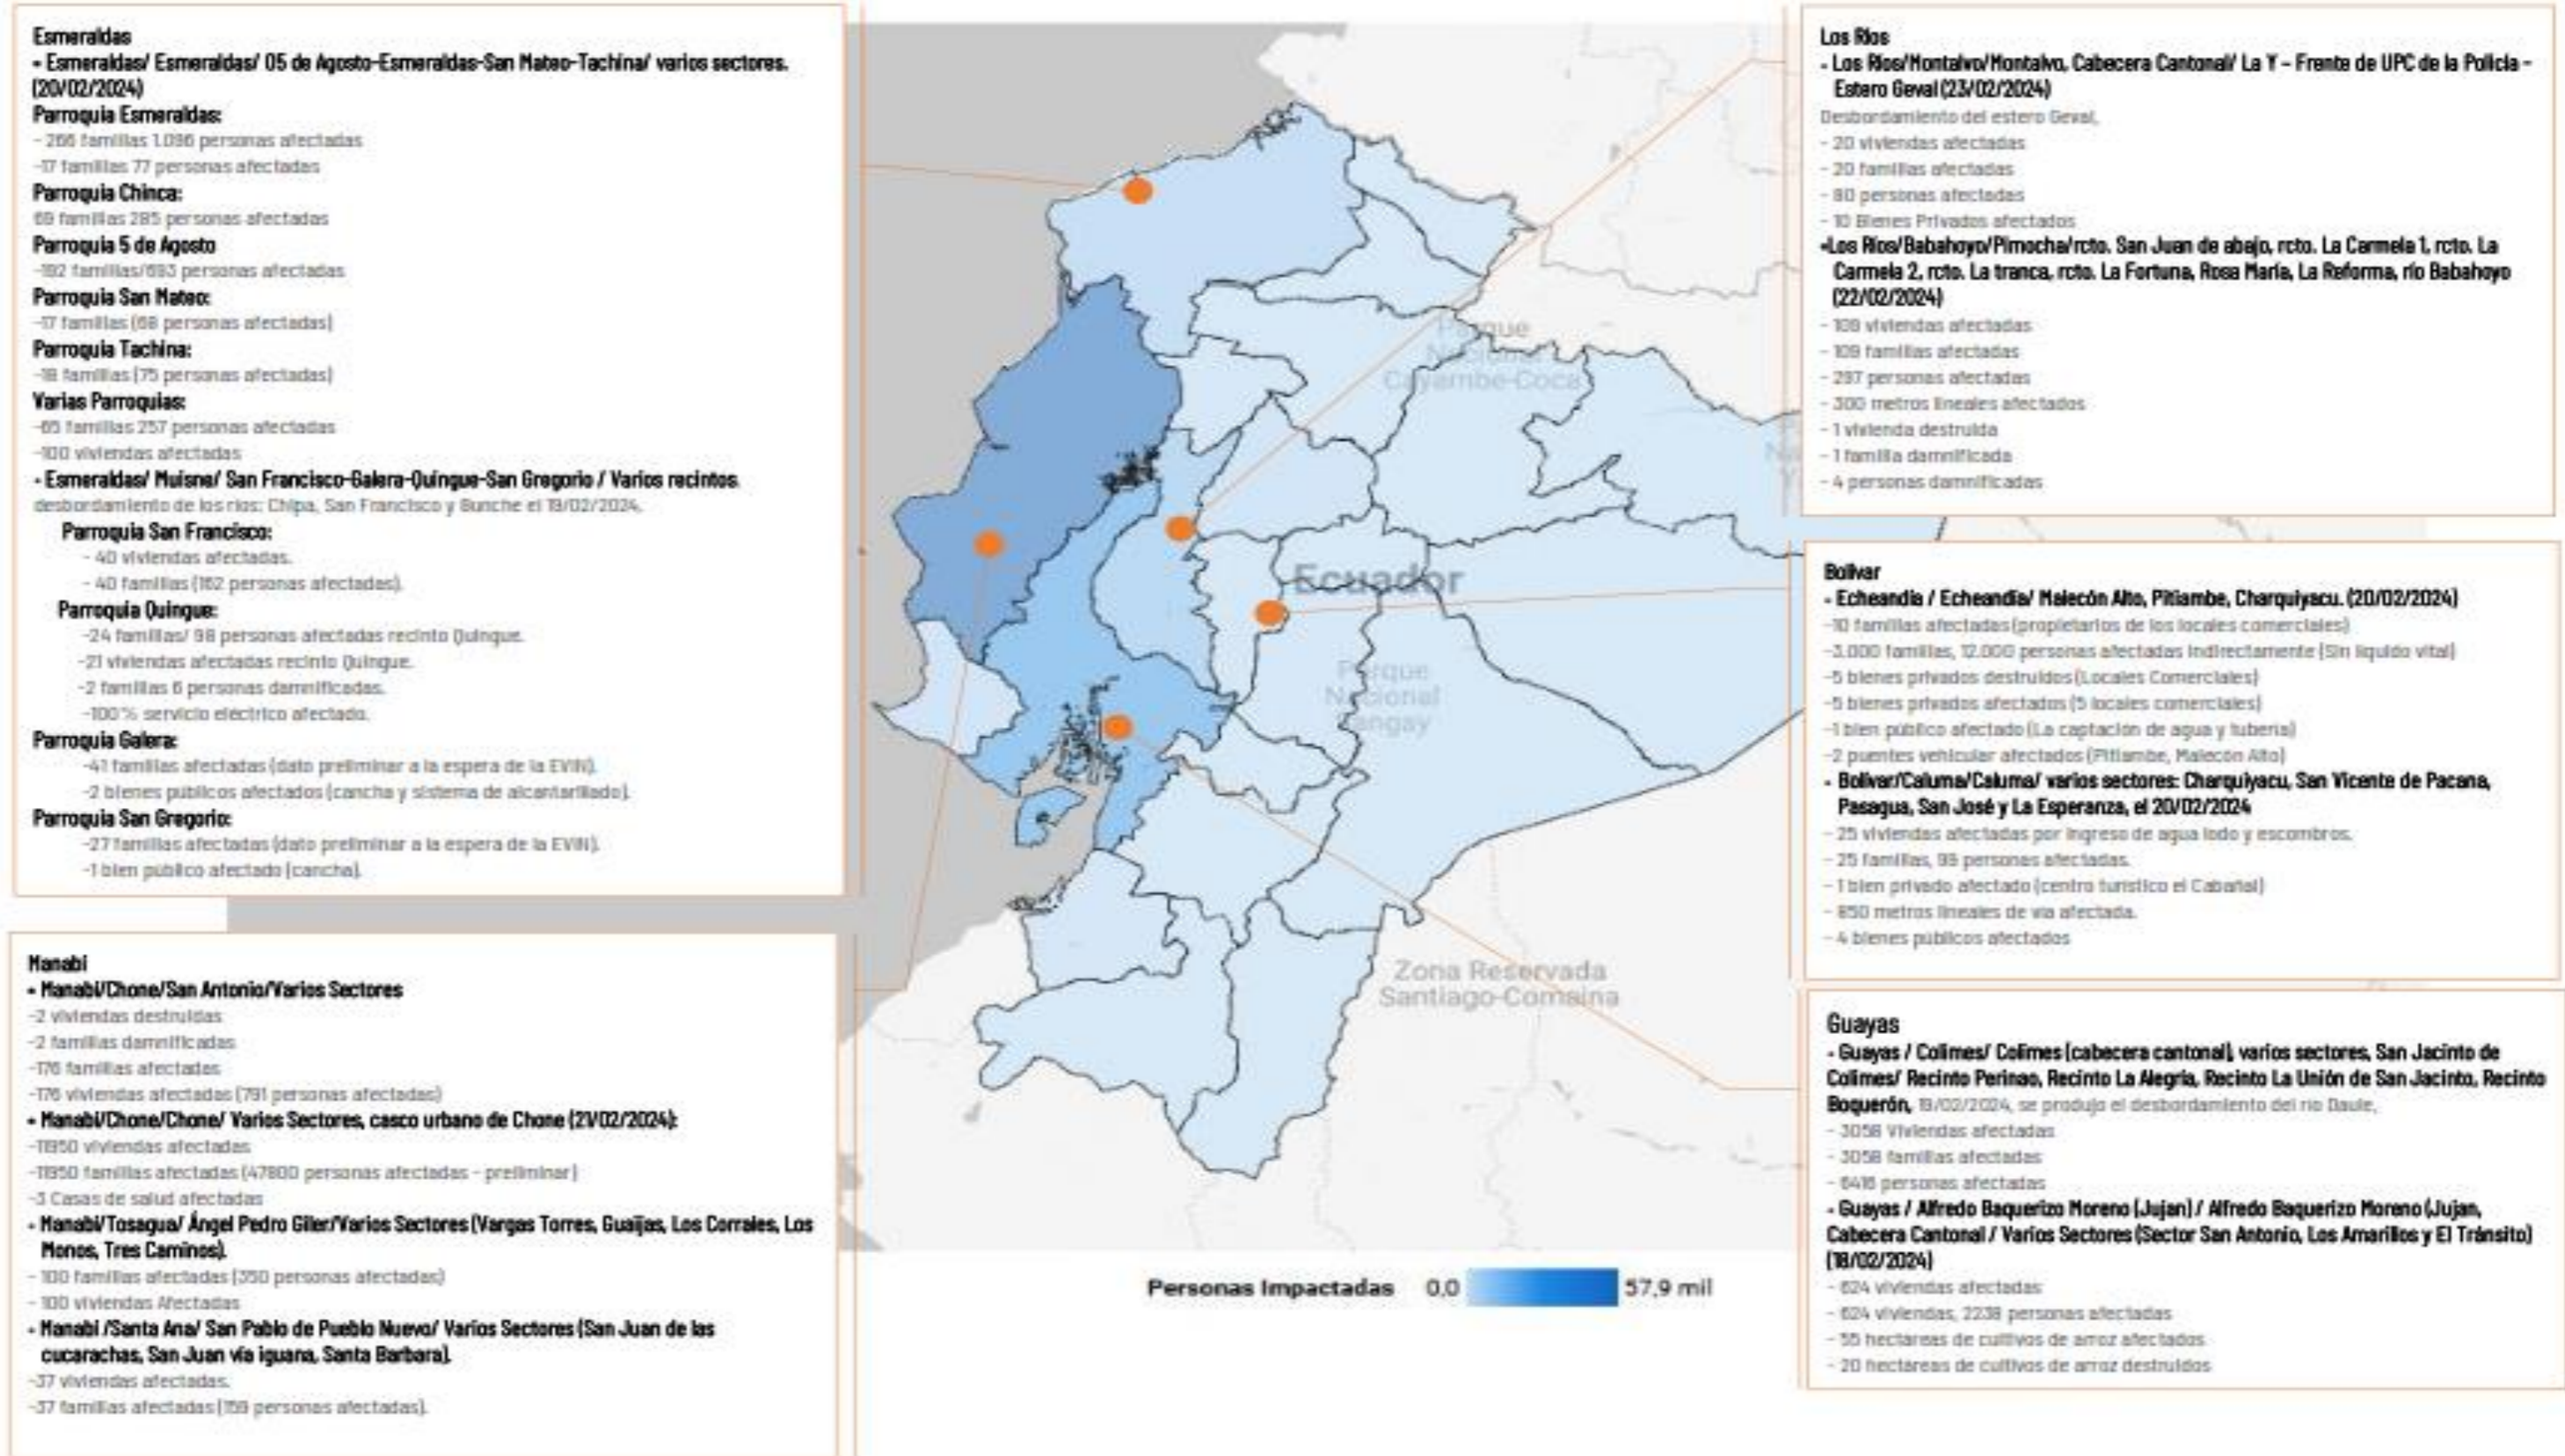 Esmeraldas
• Esmeraldas/ Esmeraldas/ 05 de Agosto-Esmeraldas-San Mateo-Tachina/ varios sectores.
(20/02/2024)
Parroquia Esmeraldas:
- 266 familias 1.096 personas afectadas
-17 familias 77 personas afectadas
Parroquia Chinca:
69 familias 285 personas afectadas
Parroquia 5 de Agosto
-192 familias/693 personas afectadas
Parroquia San Mateo:
-17 familias (68 personas afectadas)
Parroquia Tachina:
-18 familias (75 personas afectadas)
Varias Parroquias:
-65 familias 257 personas afectadas
-100 viviendas afectadas
• Esmeraldas/ Muisne/ San Francisco-Galera-Quingue-San Gregorio / Varios recintos.
desbordamiento de los ríos: Chipa, San Francisco y Bunche el 19/02/2024.
Parroquia San Francisco:
- 40 viviendas afectadas.
- 40 familias (162 personas afectadas).
Parroquia Quingue:
-24 familias/ 98 personas afectadas recinto Quingue.
-21 viviendas afectadas recinto Quingue.
-2 familias 6 personas damnificadas.
-100% servicio eléctrico afectado.
Parroquia Galera:
-41 familias afectadas (dato preliminar a la espera de la EVIN).
-2 bienes públicos afectados (cancha y sistema de alcantarillado).
Parroquia San Gregorio:
-27 familias afectadas (dato preliminar a la espera de la EVIN).
-1 bien público afectado (cancha).
Manabí
• Manabí/Chone/San Antonio/Varios Sectores
-2 viviendas destruidas
-2 familias damnificadas
-176 familias afectadas
-176 viviendas afectadas (791 personas afectadas)
• Manabí/Chone/Chone/ Varios Sectores, casco urbano de Chone (21/02/2024):
-11950 viviendas afectadas
-11950 familias afectadas (47800 personas afectadas - preliminar)
-3 Casas de salud afectadas
• Manabí/Tosagua/ Ángel Pedro Giler/Varios Sectores (Vargas Torres, Guaijas, Los Corrales, Los
Monos, Tres Caminos).
- 100 familias afectadas (350 personas afectadas)
- 100 viviendas Afectadas
• Manabí /Santa Ana/ San Pablo de Pueblo Nuevo/ Varios Sectores (San Juan de las
cucarachas, San Juan vía iguana, Santa Barbara).
-37 viviendas afectadas.
-37 familias afectadas (159 personas afectadas).
Parque
Nacional
Cayambe-Coca
Ecuador
Parque
Nacional
Sangay
Zona Reservada
Santiago-Comaina
Personas Impactadas 0,0 57,9 mil
Los Ríos
• Los Ríos/Montalvo/Montalvo, Cabecera Cantonal/ La Y – Frente de UPC de la Policía –
Estero Geval (23/02/2024)
Desbordamiento del estero Geval,
- 20 viviendas afectadas
- 20 familias afectadas
- 80 personas afectadas
- 10 Bienes Privados afectados
•Los Ríos/Babahoyo/Pimocha/rcto. San Juan de abajo, rcto. La Carmela 1, rcto. La
Carmela 2, rcto. La tranca, rcto. La Fortuna, Rosa María, La Reforma, río Babahoyo
(22/02/2024)
- 109 viviendas afectadas
- 109 familias afectadas
- 297 personas afectadas
- 300 metros lineales afectados
- 1 vivienda destruida
- 1 familia damnificada
- 4 personas damnificadas
Bolívar
• Echeandía / Echeandía/ Malecón Alto, Pitiambe, Charquiyacu. (20/02/2024)
-10 familias afectadas (propietarios de los locales comerciales)
-3.000 familias, 12.000 personas afectadas indirectamente (Sin líquido vital)
-5 bienes privados destruidos (Locales Comerciales)
-5 bienes privados afectados (5 locales comerciales)
-1 bien público afectado (La captación de agua y tubería)
-2 puentes vehicular afectados (Pitiambe, Malecón Alto)
• Bolívar/Caluma/Caluma/ varios sectores: Charquiyacu, San Vicente de Pacana,
Pasagua, San José y La Esperanza, el 20/02/2024
- 25 viviendas afectadas por ingreso de agua lodo y escombros.
- 25 familias, 99 personas afectadas.
- 1 bien privado afectado (centro turístico el Cabañal)
- 850 metros lineales de vía afectada.
- 4 bienes públicos afectados
Guayas
• Guayas / Colimes/ Colimes (cabecera cantonal), varios sectores, San Jacinto de
Colimes/ Recinto Perinao, Recinto La Alegría, Recinto La Unión de San Jacinto, Recinto
Boquerón, 19/02/2024, se produjo el desbordamiento del río Daule,
- 3058 Viviendas afectadas
- 3058 familias afectadas
- 6416 personas afectadas
• Guayas / Alfredo Baquerizo Moreno (Jujan) / Alfredo Baquerizo Moreno (Jujan,
Cabecera Cantonal / Varios Sectores (Sector San Antonio, Los Amarillos y El Tránsito)
(18/02/2024)
- 624 viviendas afectadas
- 624 viviendas, 2238 personas afectadas
- 55 hectáreas de cultivos de arroz afectados
- 20 hectáreas de cultivos de arroz destruidos